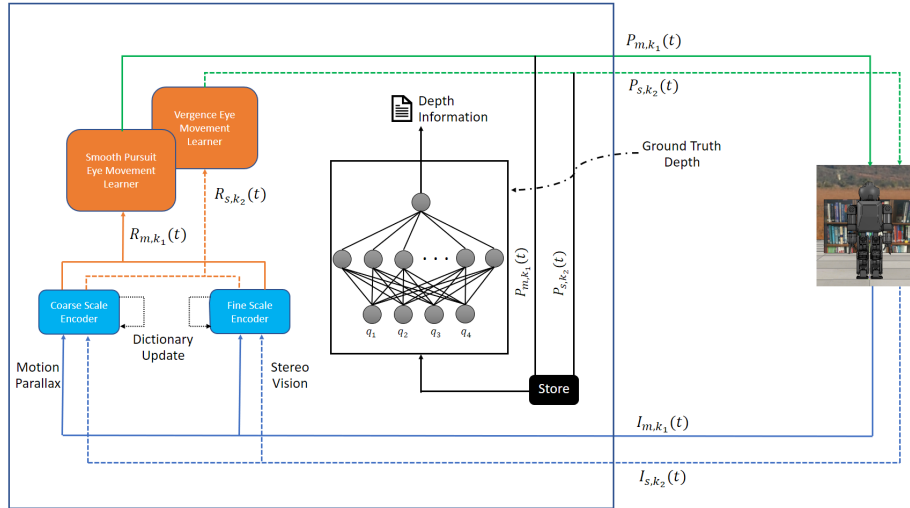 P_{m,k_1}(t)
P_{s,k_2}(t)
Vergence Eye
Movement
Learner
Smooth Pursuit
Eye Movement
Learner
Depth
Information
Ground Truth
Depth
R_{s,k_2}(t)
R_{m,k_1}(t)
P_{m,k_1}(t)
P_{s,k_2}(t)
Coarse Scale
Encoder
Fine Scale
Encoder
Dictionary
Update
q_1 q_2 q_3 q_4
Motion
Parallax
Stereo
Vision
Store
I_{m,k_1}(t)
I_{s,k_2}(t)